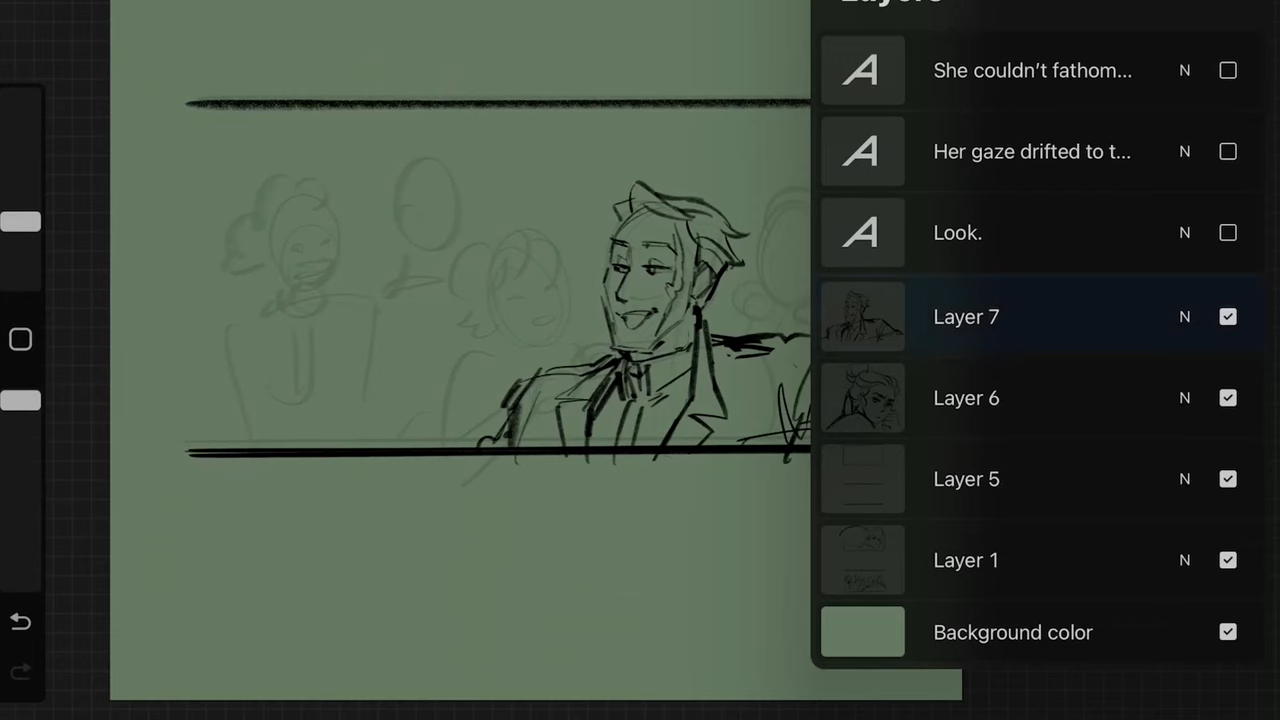 Layers
A She couldn’t fathom... N
A Her gaze drifted to t... N
A Look. N
Layer 7 N
Layer 6 N
Layer 5 N
Layer 1 N
Background color